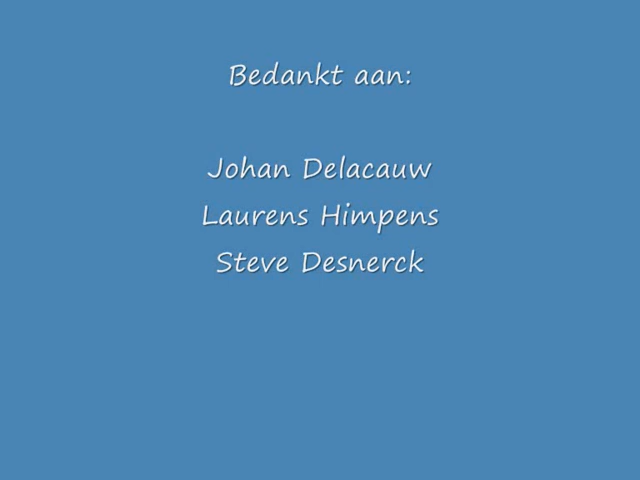 Bedankt aan:
Johan Delacauw
Laurens Himpens
Steve Desnerck